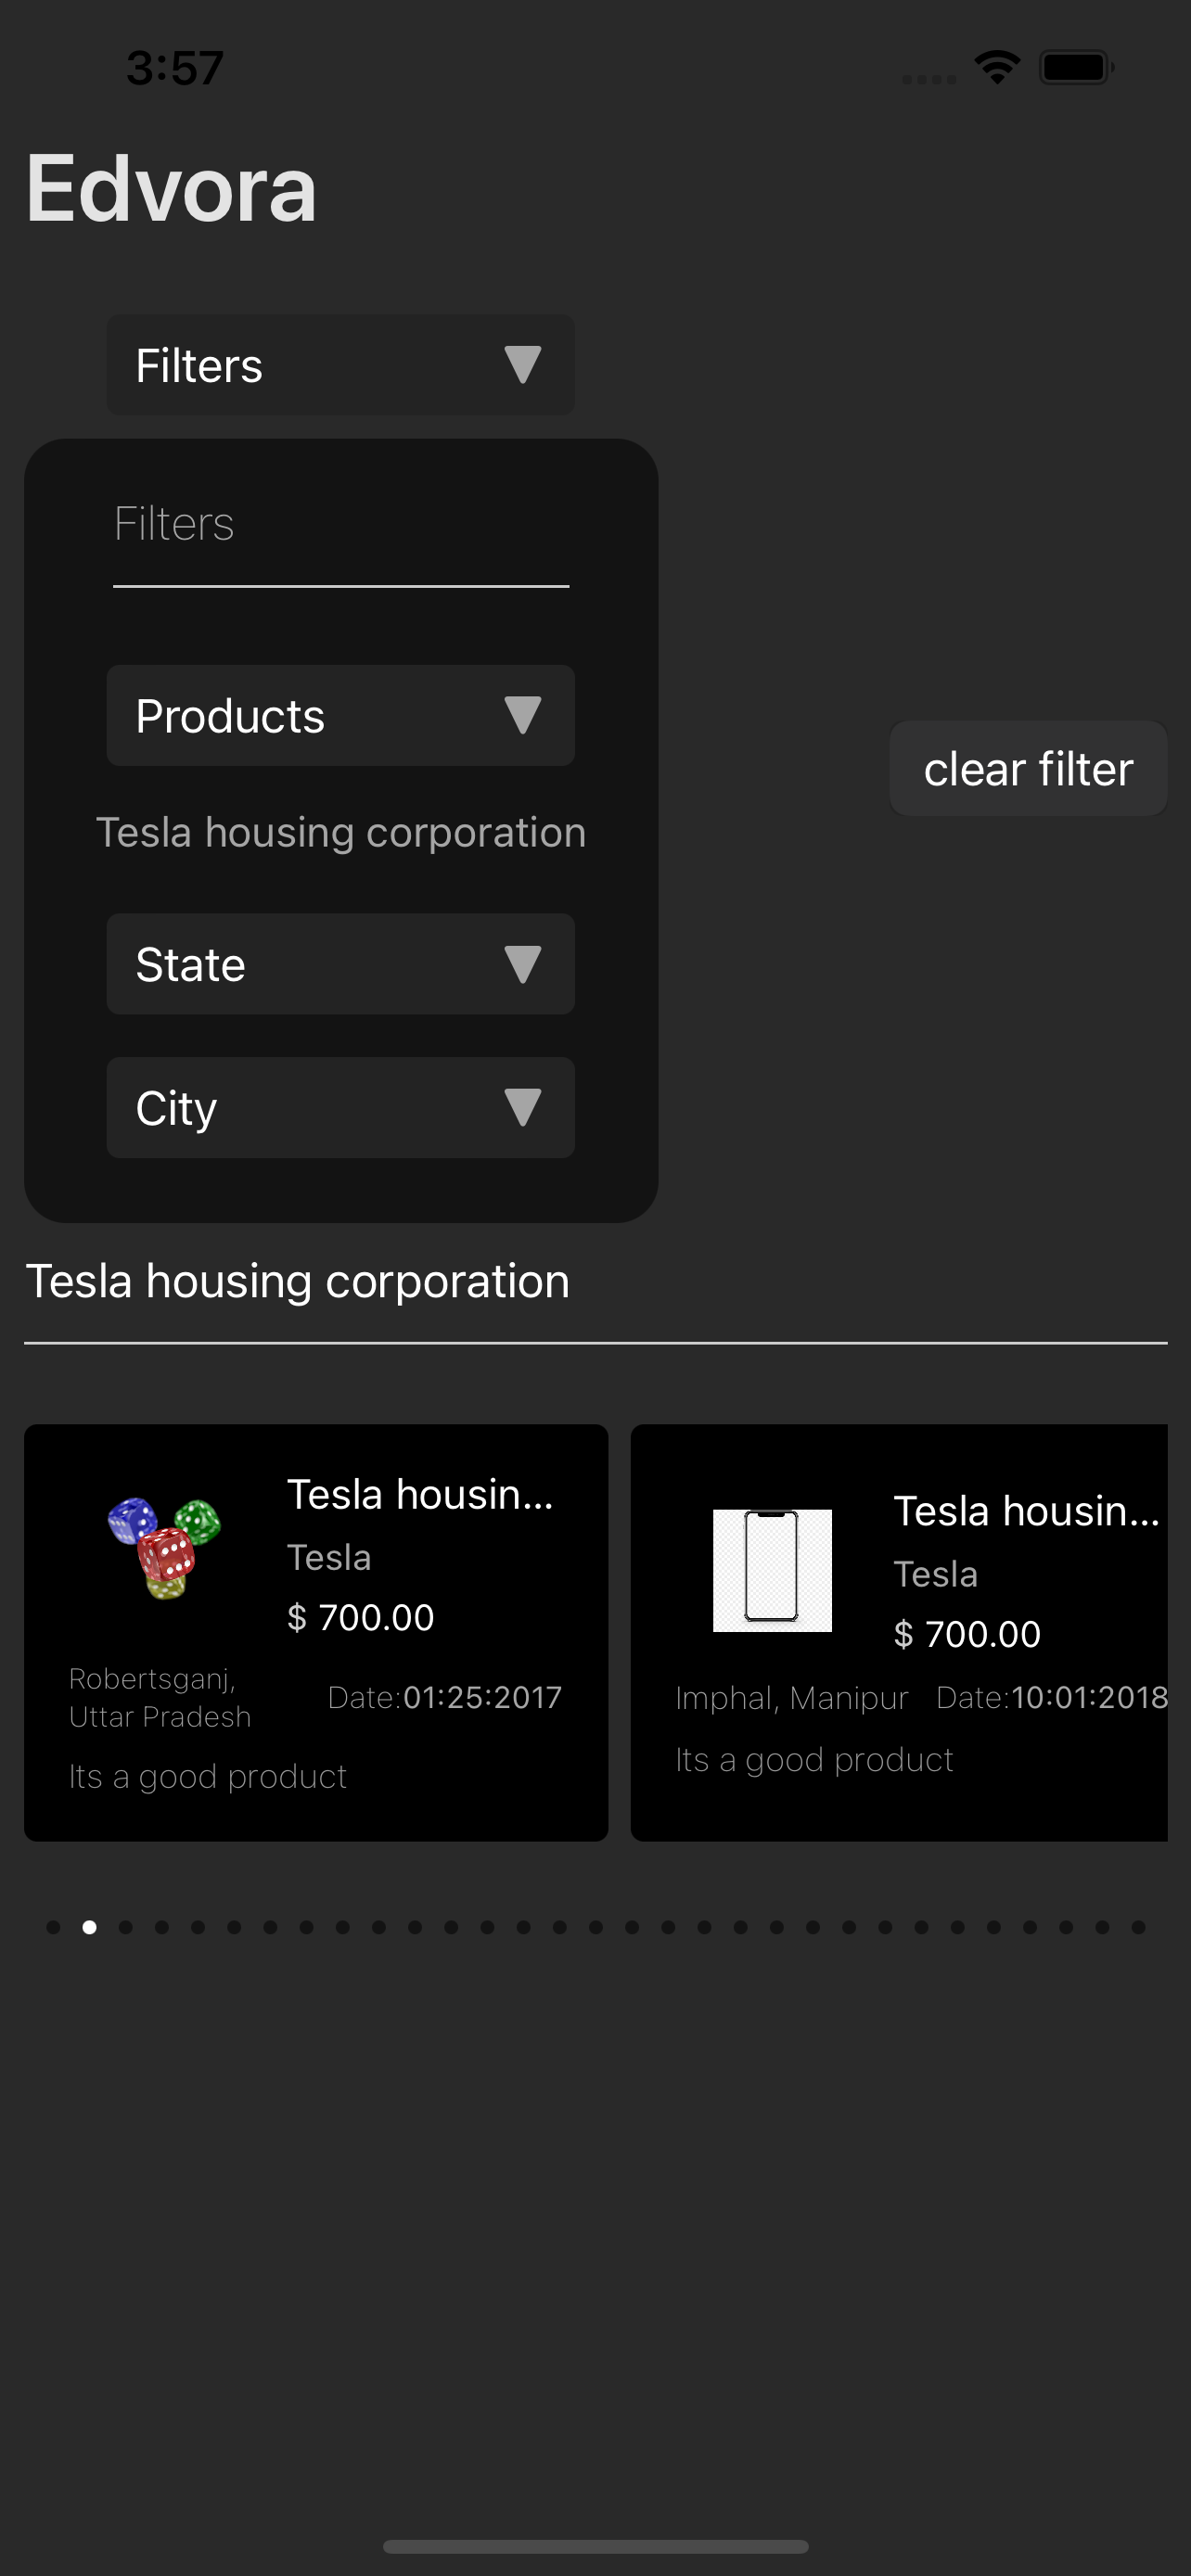 3:57
Edvora
Filters
Filters
Products
clear filter
Tesla housing corporation
State
City
Tesla housing corporation
Tesla housin...
Tesla
$ 700.00
Robertsganj,
Uttar Pradesh
Date:01:25:2017
Its a good product
Tesla housin...
Tesla
$ 700.00
Imphal, Manipur
Date:10:01:2018
Its a good product